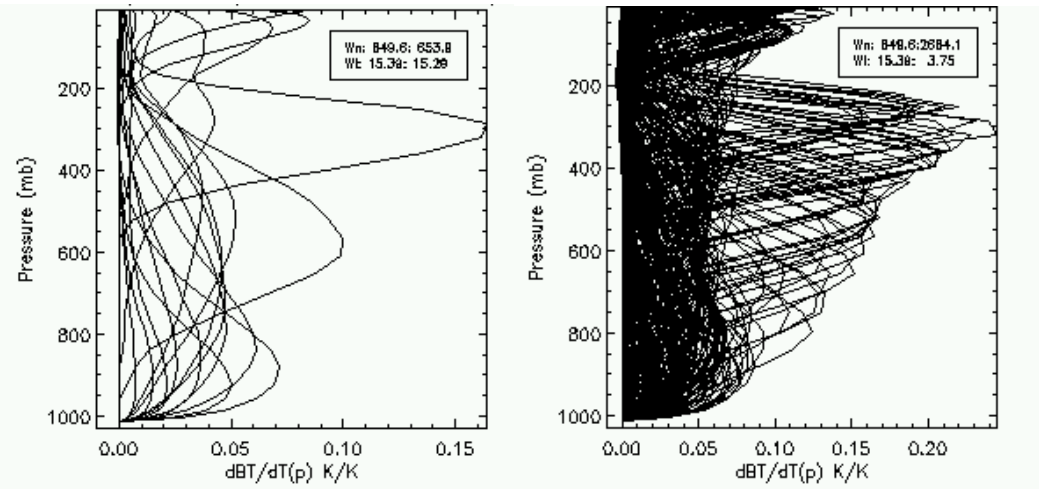 Wn: 649.6: 653.8
Wl: 15.39: 15.29
200
400
600
800
1000
Pressure (mb)
0.00 0.05 0.10 0.15
dBT/dT(p) K/K
Wn: 649.6:2684.1
Wl: 15.39: 3.75
200
400
600
800
1000
Pressure (mb)
0.00 0.05 0.10 0.15 0.20
dBT/dT(p) K/K